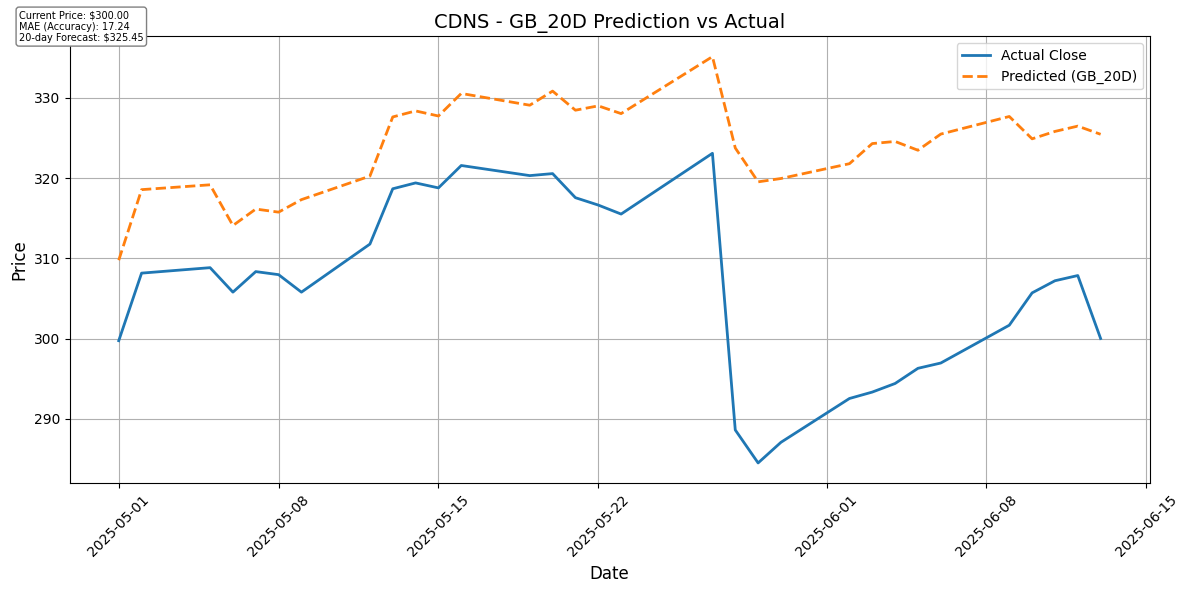 CDNS - GB_20D Prediction vs Actual
Current Price: $300.00
MAE (Accuracy): 17.24
20-day Forecast: $325.45
Actual Close
Predicted (GB_20D)
Price
330
320
310
300
290
2025-05-01
2025-05-08
2025-05-15
2025-05-22
2025-06-01
2025-06-08
2025-06-15
Date